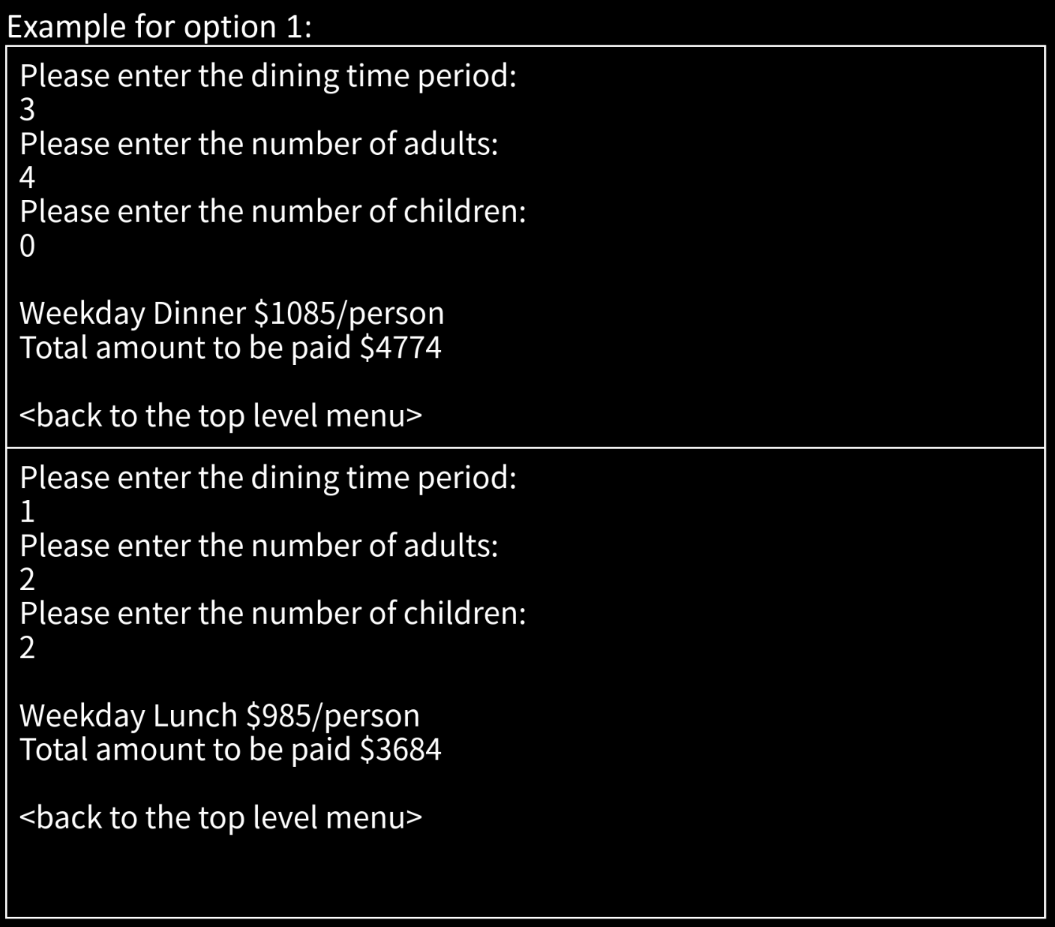 Example for option 1:
Please enter the dining time period:
3
Please enter the number of adults:
4
Please enter the number of children:
0
Weekday Dinner $1085/person
Total amount to be paid $4774
<back to the top level menu>
Please enter the dining time period:
1
Please enter the number of adults:
2
Please enter the number of children:
2
Weekday Lunch $985/person
Total amount to be paid $3684
<back to the top level menu>